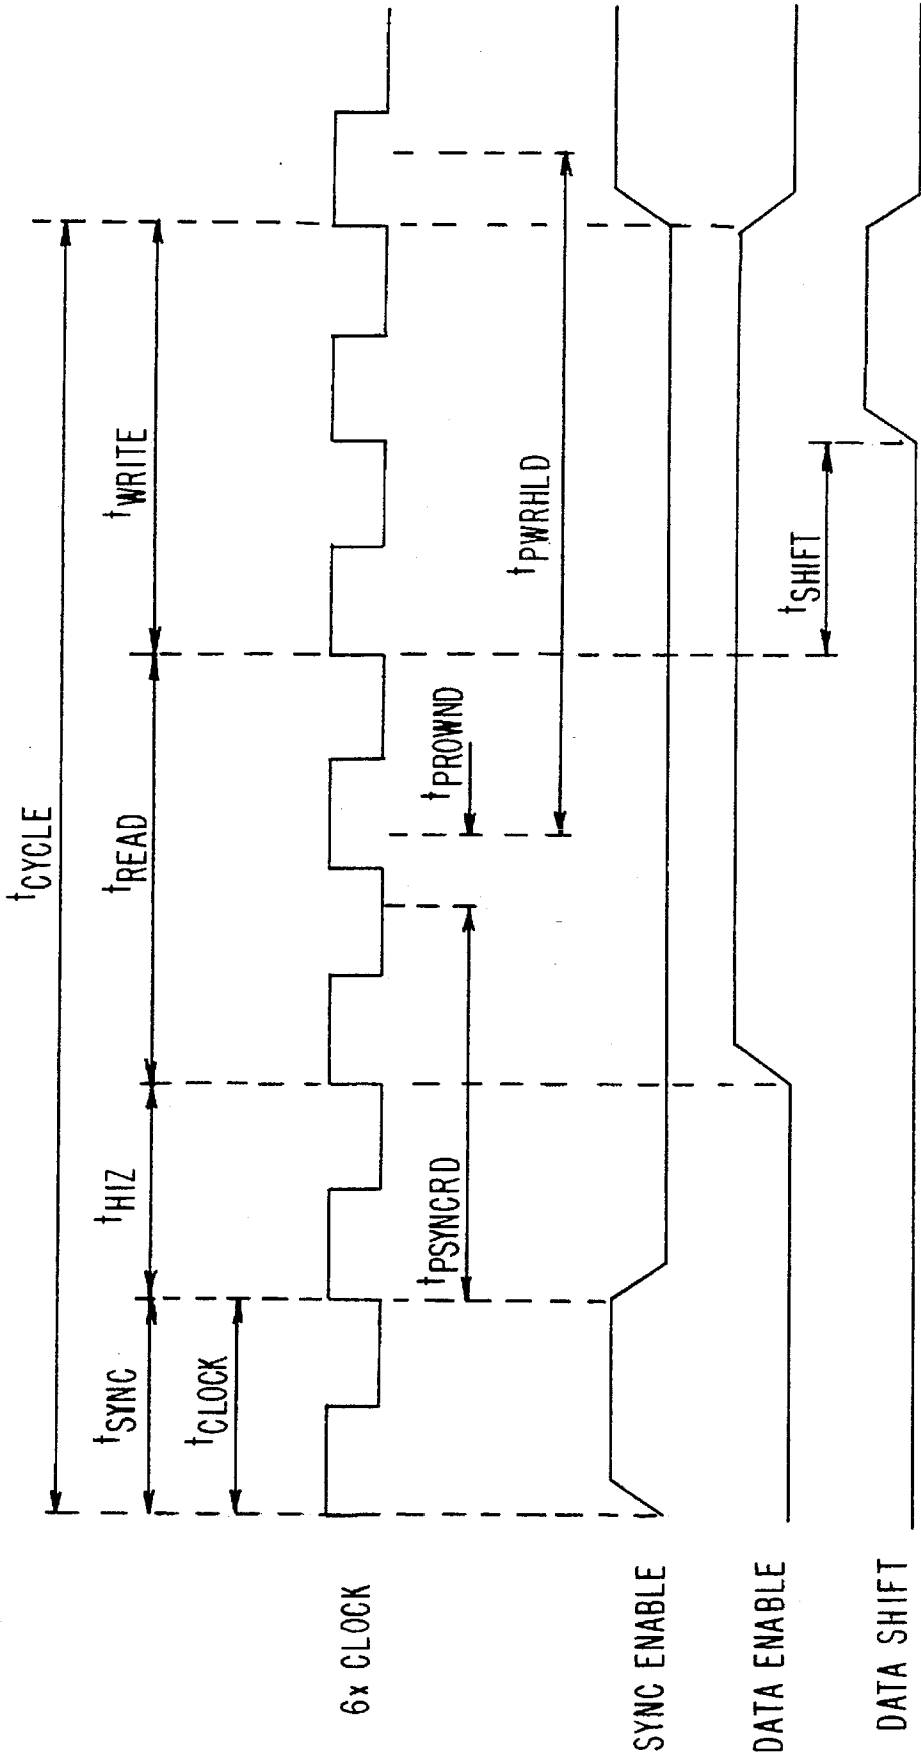 tCYCLE
tSYNC
tHIZ
tREAD
tWRITE
tCLOCK
6x CLOCK
tPSYNCRD
tPROWND
tPWRHLD
SYNC ENABLE
DATA ENABLE
tSHIFT
DATA SHIFT